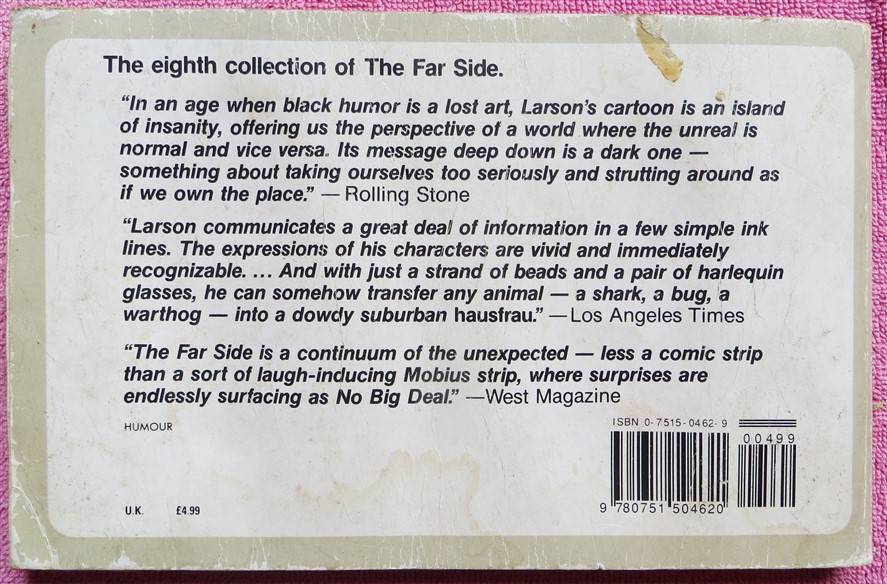 The eighth collection of The Far Side.
“In an age when black humor is a lost art, Larson’s cartoon is an island
of insanity, offering us the perspective of a world where the unreal is
normal and vice versa. Its message deep down is a dark one —
something about taking ourselves too seriously and strutting around as
if we own the place.” — Rolling Stone
“Larson communicates a great deal of information in a few simple ink
lines. The expressions of his characters are vivid and immediately
recognizable. ... And with just a strand of beads and a pair of harlequin
glasses, he can somehow transfer any animal — a shark, a bug, a
warthog — into a dowdy suburban hausfrau.” — Los Angeles Times
“The Far Side is a continuum of the unexpected — less a comic strip
than a sort of laugh-inducing Mobius strip, where surprises are
endlessly surfacing as No Big Deal.” —West Magazine
HUMOUR
ISBN 0-7515-0462-9
00499
9 780751 504620
U.K. £4.99